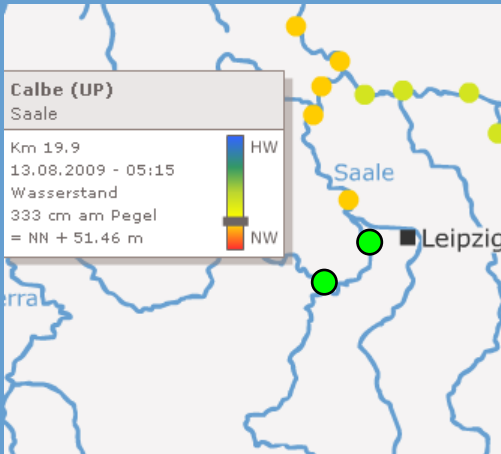 Calbe (UP)
Saale
Km 19.9
13.08.2009 - 05:15
Wasserstand
333 cm am Pegel
= NN + 51.46 m
HW
NW
Saale
Leipzig
erra